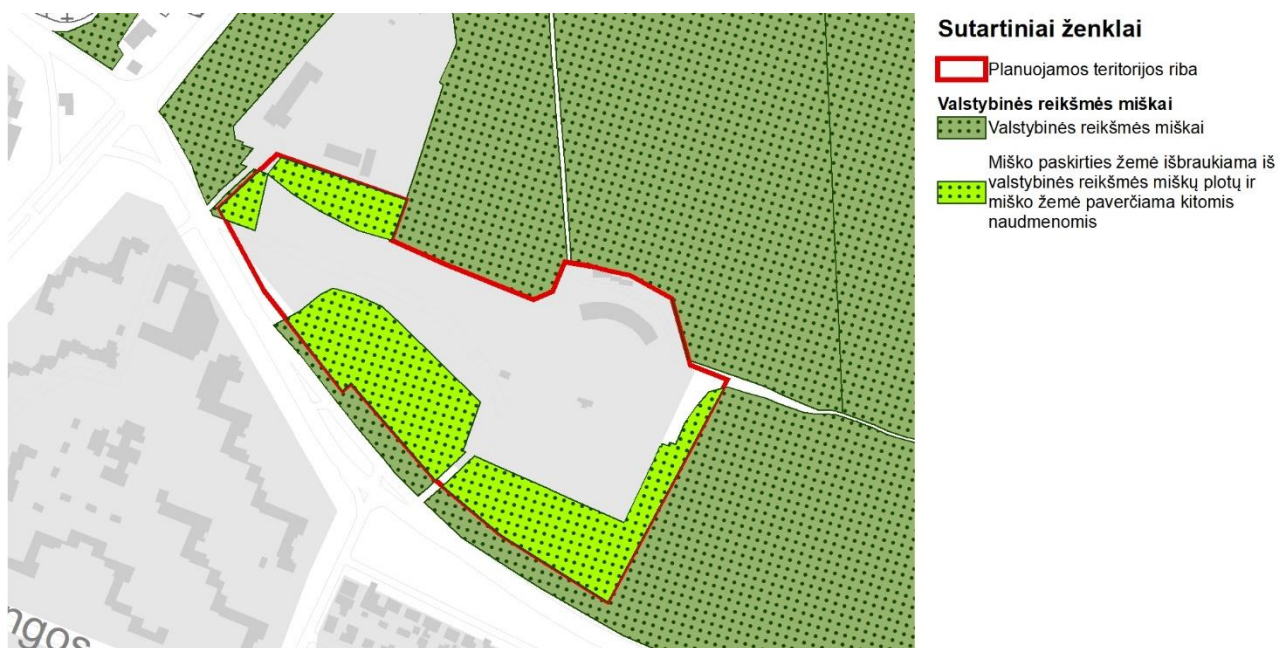 Sutartiniai ženklai
Planuojamos teritorijos riba
Valstybinės reikšmės miškai
Valstybinės reikšmės miškai
Miško paskirties žemė išbraukiama iš
valstybinės reikšmės miškų plotų ir
miško žemė paverčiama kitomis
naudmenomis
ngos